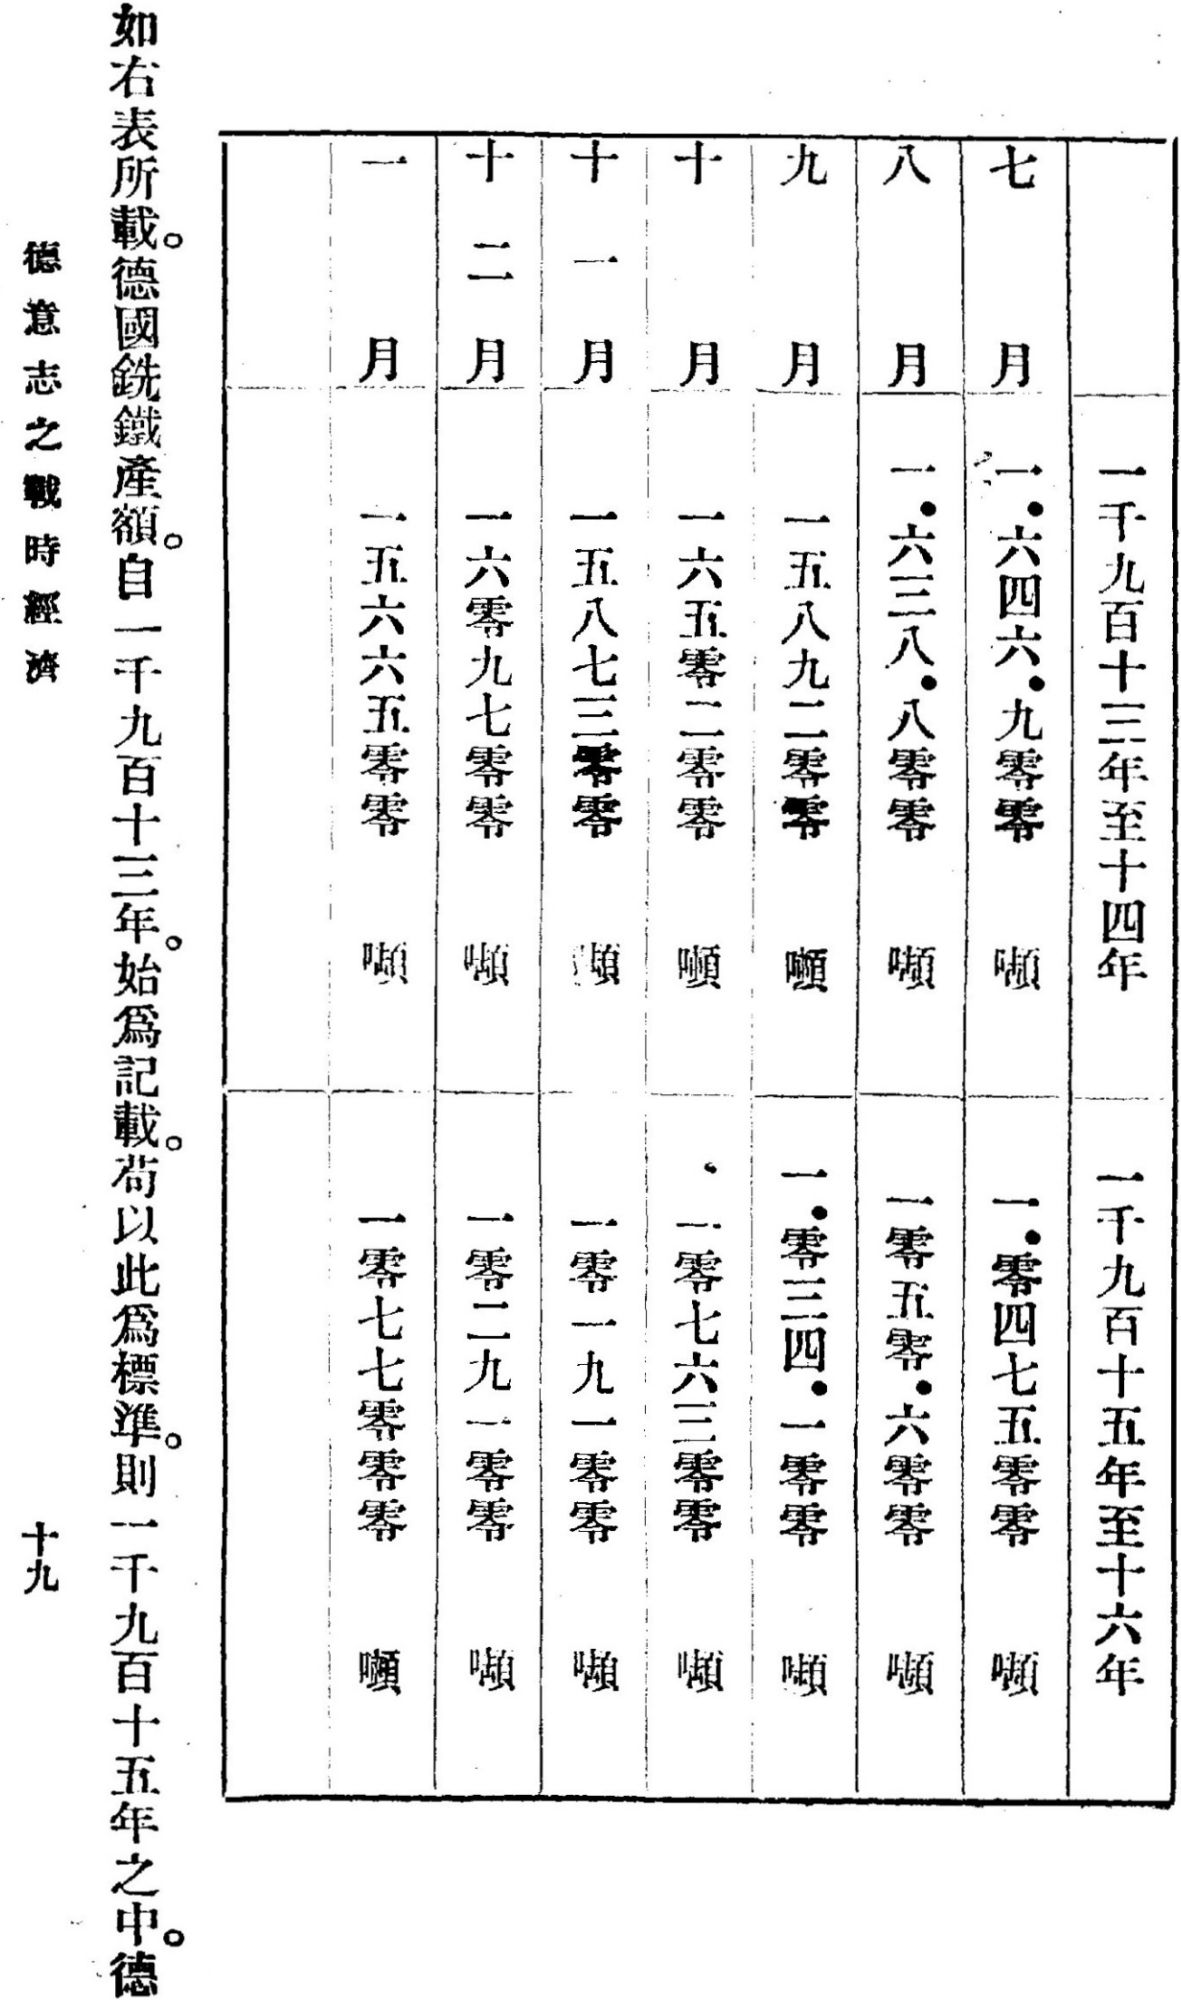 一千九百十三年至十四年　一千九百十五年至十六年
七月　一．六四六．九零零　噸　一．零四七五零零　噸
八月　一．六三八．八零零　噸　一零五零．六零零　噸
九月　一五八九二零零　噸　一．零三四．一零零　噸
十月　一六五零二零零　噸　一零七六三零零　噸
十一月　一五八七三零零　噸　一零一九一零零　噸
十二月　一六零九七零零　噸　一零二九一零零　噸
一月　一五六六五零零　噸　一零七七零零零　噸
如右表所載。德國銑鐵產額。自一千九百十三年。始爲記載。苟以此爲標準。則一千九百十五年之中。德
德意志之戰時經濟　十九